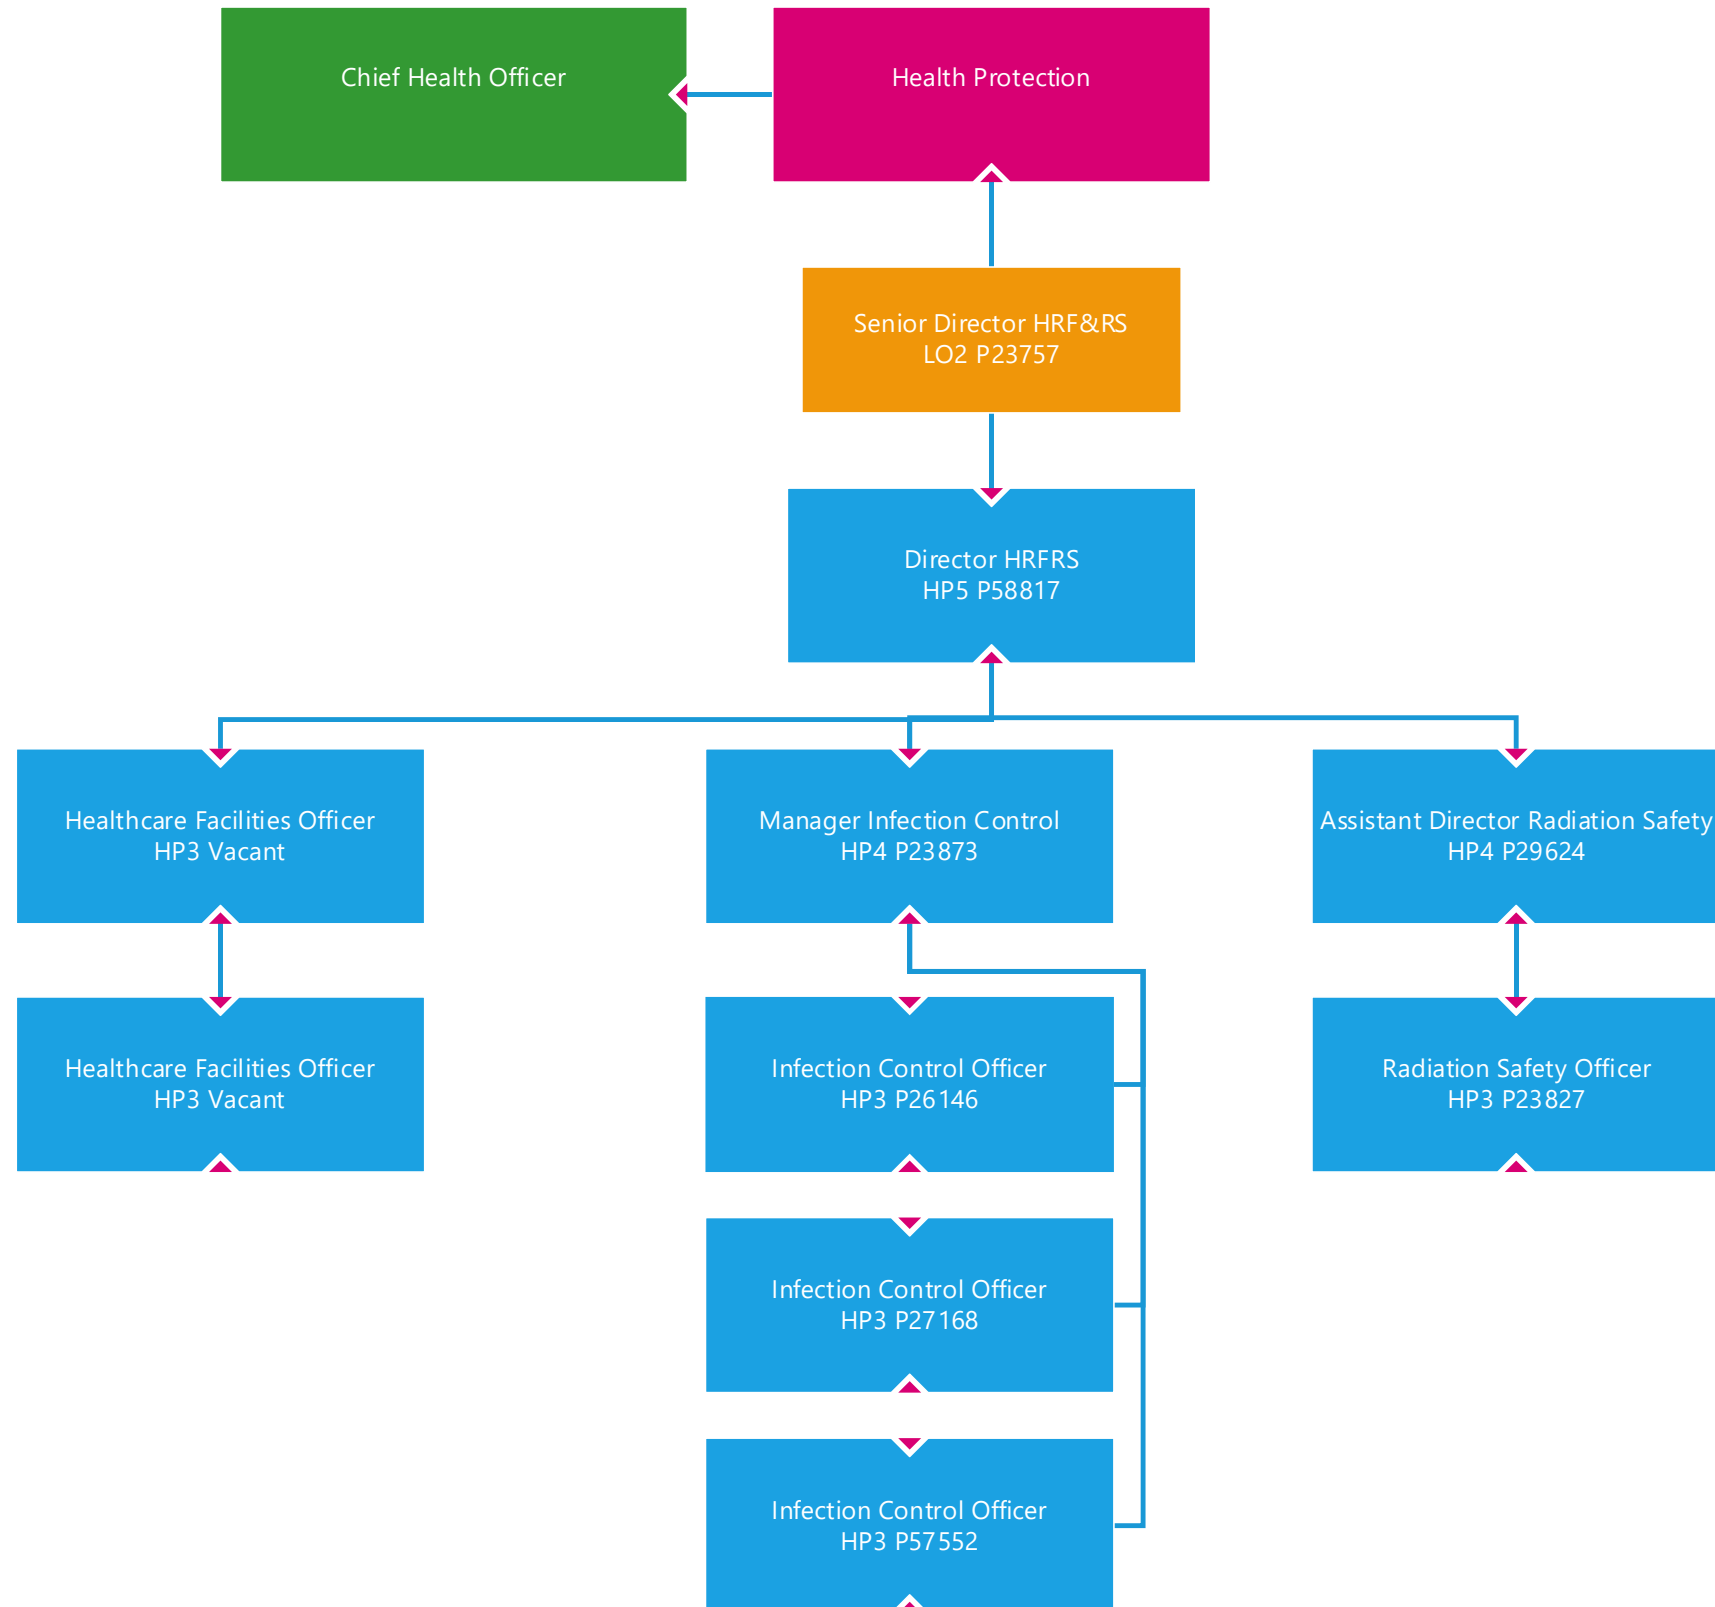 Chief Health Officer
Health Protection
Senior Director HRF&RS
LO2 P23757
Director HRFRS
HP5 P58817
Healthcare Facilities Officer
HP3 Vacant
Manager Infection Control
HP4 P23873
Assistant Director Radiation Safety
HP4 P29624
Healthcare Facilities Officer
HP3 Vacant
Infection Control Officer
HP3 P26146
Radiation Safety Officer
HP3 P23827
Infection Control Officer
HP3 P27168
Infection Control Officer
HP3 P57552